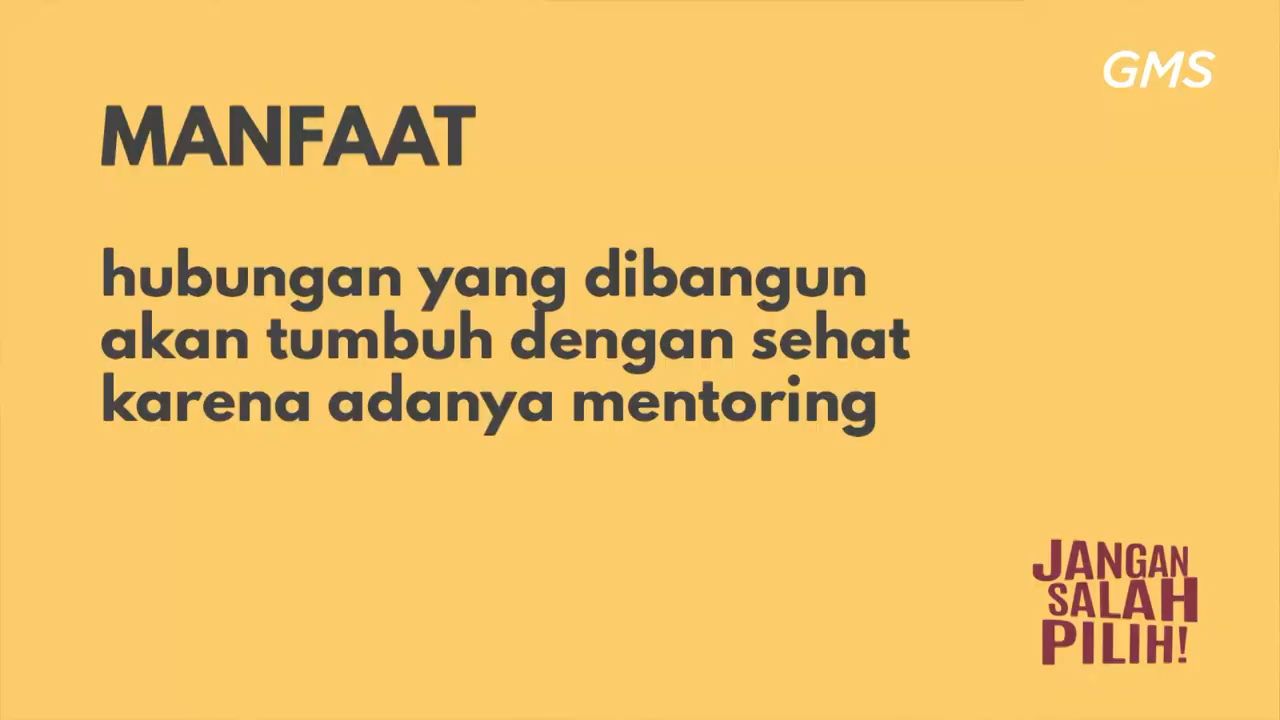 GMS
MANFAAT
hubungan yang dibangun
akan tumbuh dengan sehat
karena adanya mentoring
JANGAN
SALAH
PILIH!